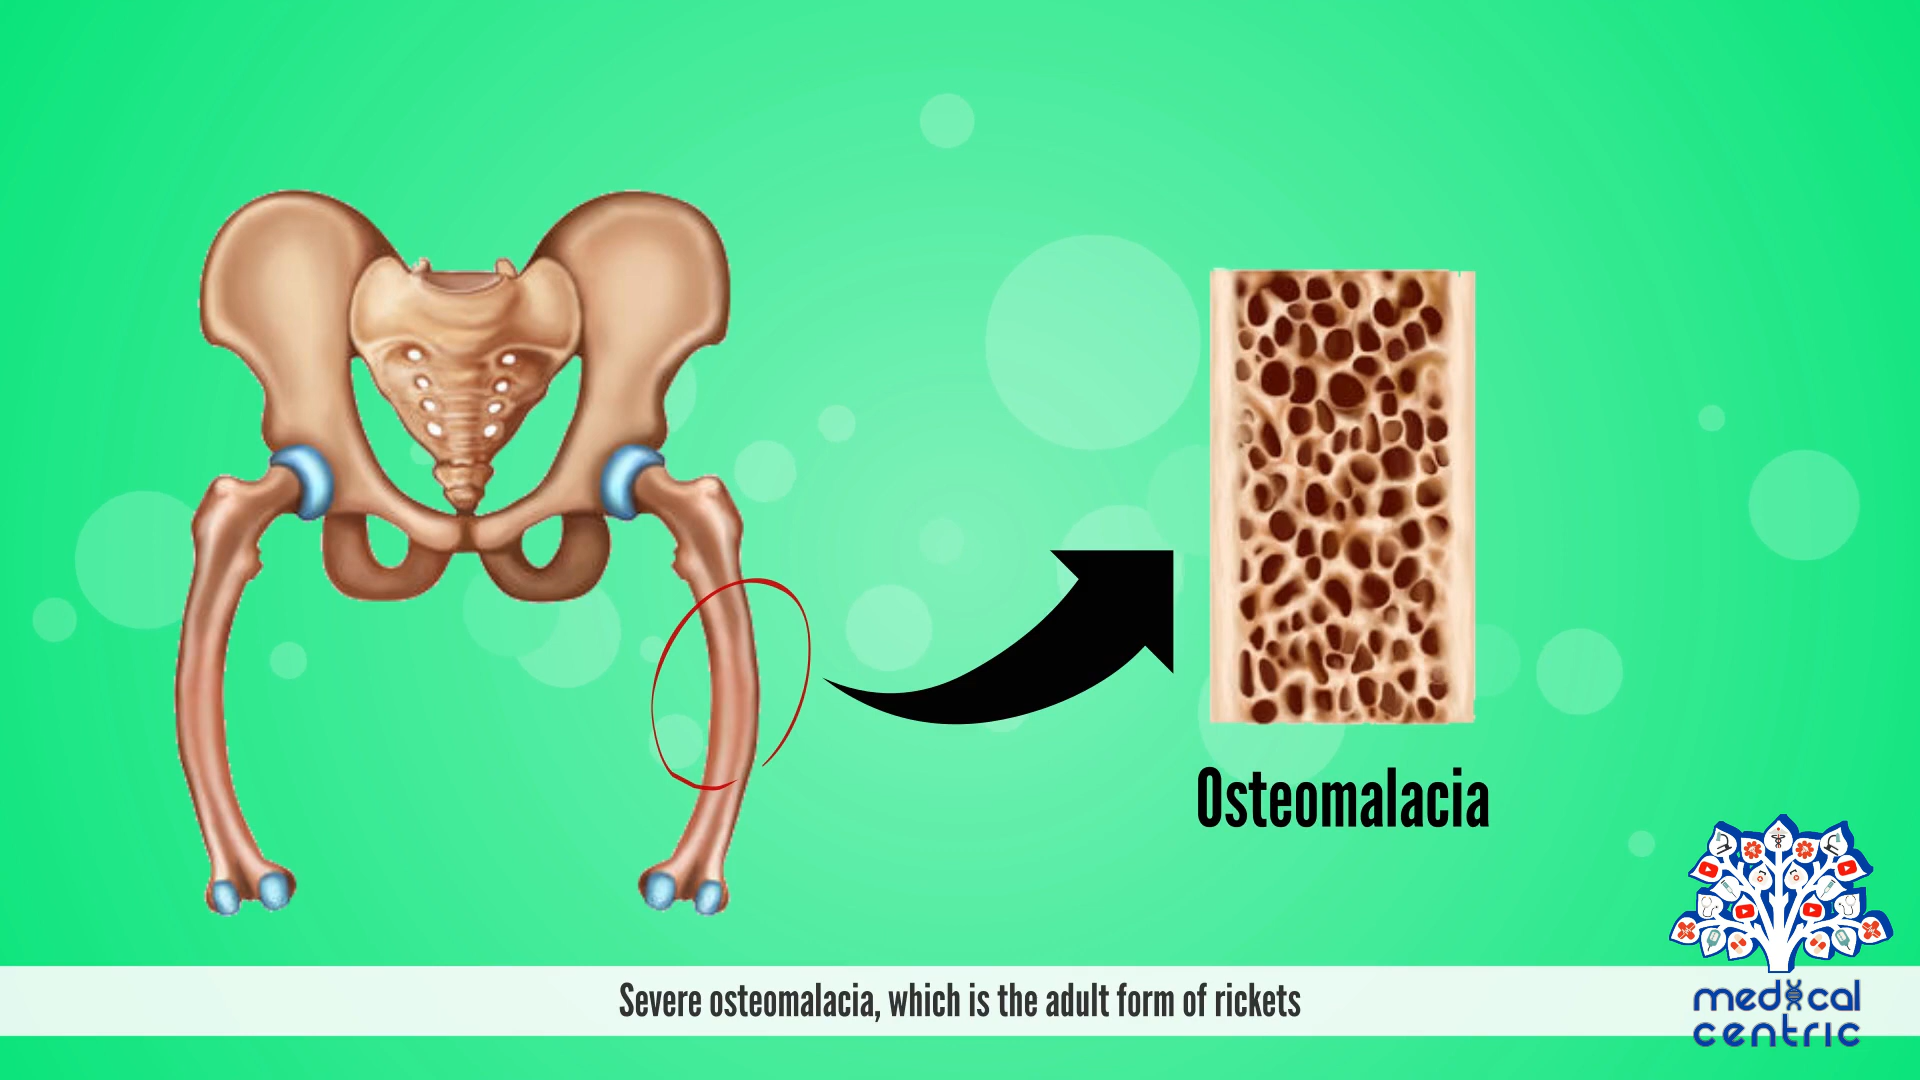 Osteomalacia
Severe osteomalacia, which is the adult form of rickets
medical
centric